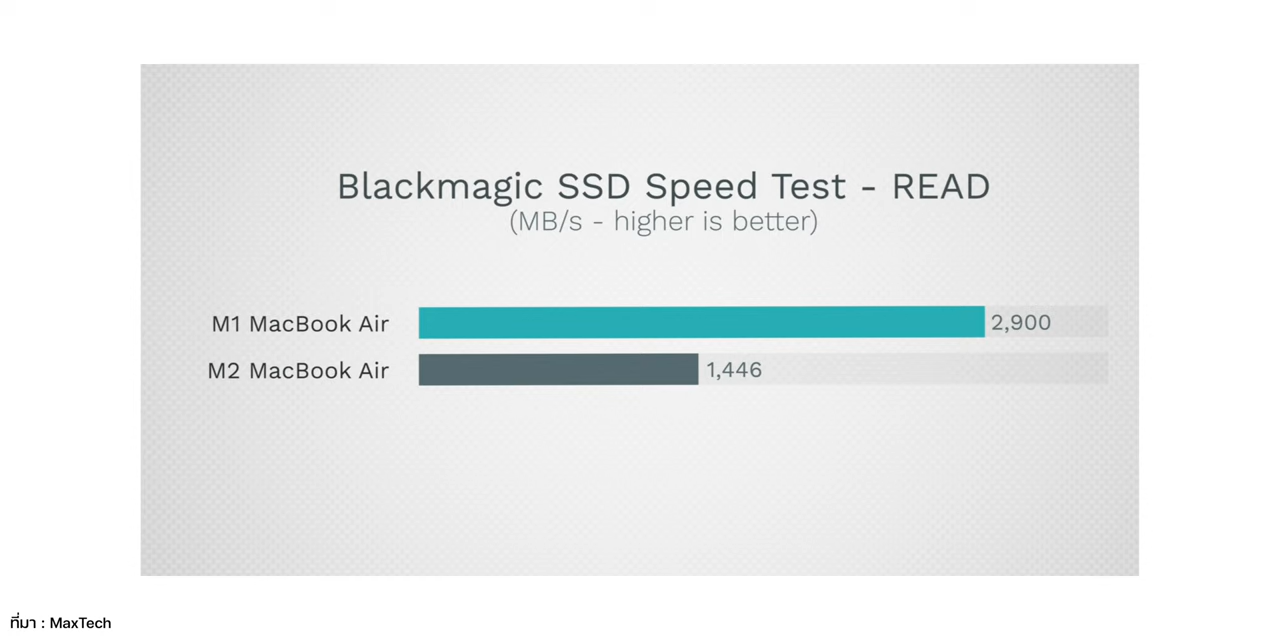 Blackmagic SSD Speed Test - READ
(MB/s - higher is better)
M1 MacBook Air 2,900
M2 MacBook Air 1,446
ที่มา : MaxTech